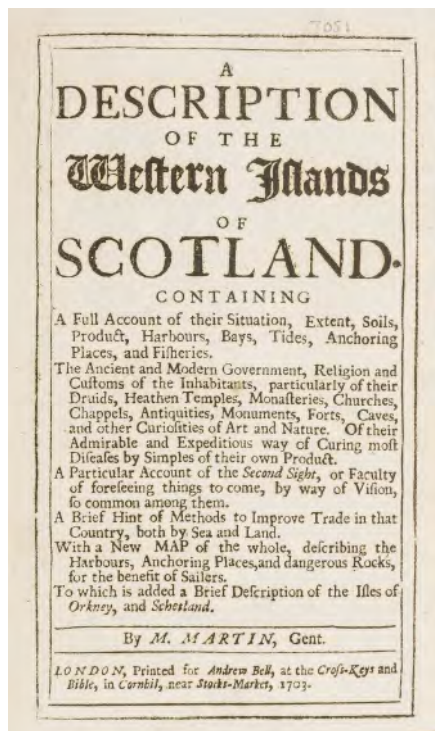 7051
A
DESCRIPTION
OF THE
Weſtern Iſlands
OF
SCOTLAND.
CONTAINING
A Full Account of their Situation, Extent, Soils,
Product, Harbours, Bays, Tides, Anchoring
Places, and Fiſheries.
The Ancient and Modern Government, Religion and
Cuſtoms of the Inhabitants, particularly of their
Druids, Heathen Temples, Monaſteries, Churches,
Chappels, Antiquities, Monuments, Forts, Caves,
and other Curioſities of Art and Nature. Of their
Admirable and Expeditious way of Curing moſt
Diſeaſes by Simples of their own Product.
A Particular Account of the Second Sight, or Faculty
of foreſeeing things to come, by way of Viſion,
ſo common among them.
A Brief Hint of Methods to Improve Trade in that
Country, both by Sea and Land.
With a New MAP of the whole, deſcribing the
Harbours, Anchoring Places,and dangerous Rocks,
for the benefit of Sailers.
To which is added a Brief Deſcription of the Iſles of
Orkney, and Schetland.
By M. MARTIN, Gent.
LONDON, Printed for Andrew Bell, at the Croſs-Keys and
Bible, in Cornhil, near Stocks-Market, 1703.